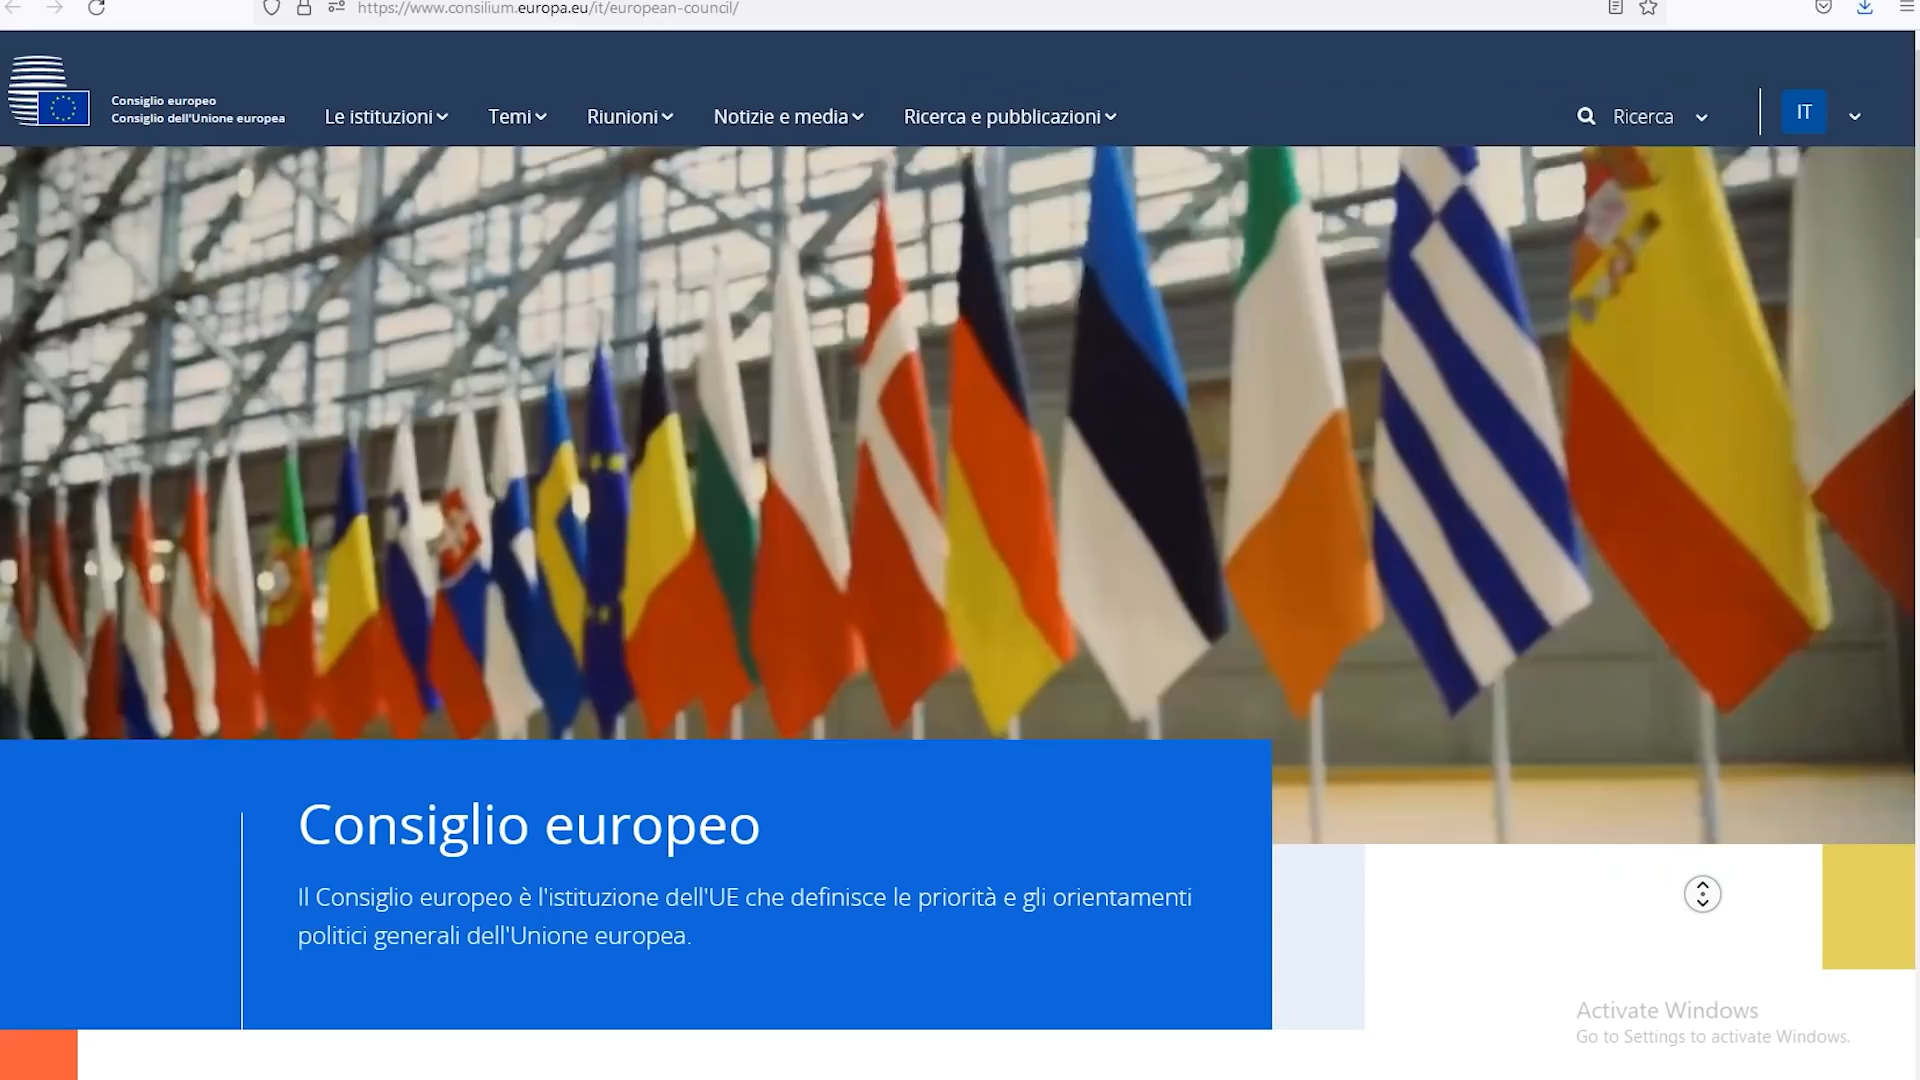 https://www.consilium.europa.eu/it/european-council/
Consiglio europeo
Consiglio dell'Unione europea
Le istituzioni
Temi
Riunioni
Notizie e media
Ricerca e pubblicazioni
Ricerca
IT
Consiglio europeo
Il Consiglio europeo è l'istituzione dell'UE che definisce le priorità e gli orientamenti
politici generali dell'Unione europea.
Activate Windows
Go to Settings to activate Windows.